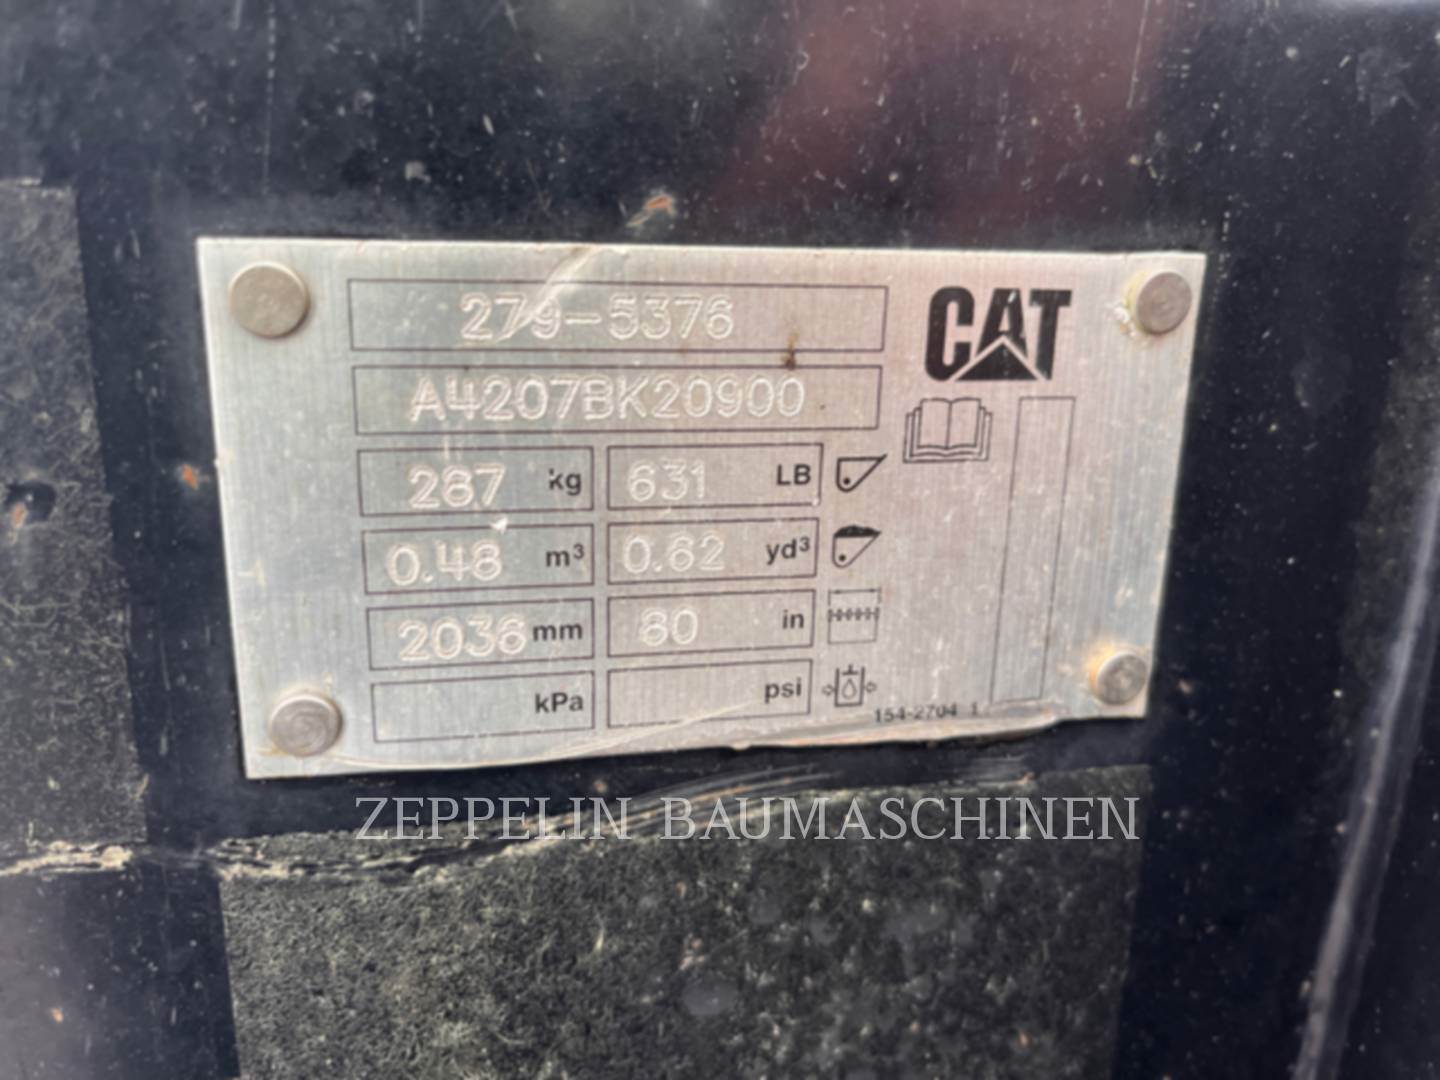 279-5376
CAT
A4207BK20900
287 kg 631 LB
0.48 m³ 0.62 yd³
2036 mm 80 in
kPa psi
154-2704 1
ZEPPELIN BAUMASCHINEN